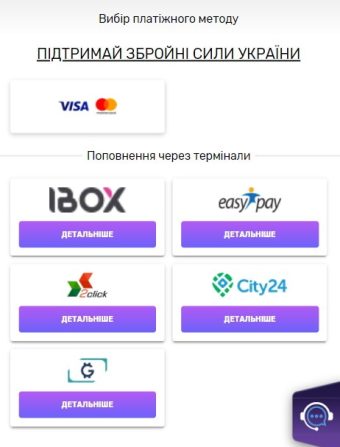 Вибір платіжного методу
ПІДТРИМАЙ ЗБРОЙНІ СИЛИ УКРАЇНИ
VISA
Поповнення через термінали
IBOX
easypay
ДЕТАЛЬНІШЕ
ДЕТАЛЬНІШЕ
2click
City24
ДЕТАЛЬНІШЕ
ДЕТАЛЬНІШЕ
ДЕТАЛЬНІШЕ